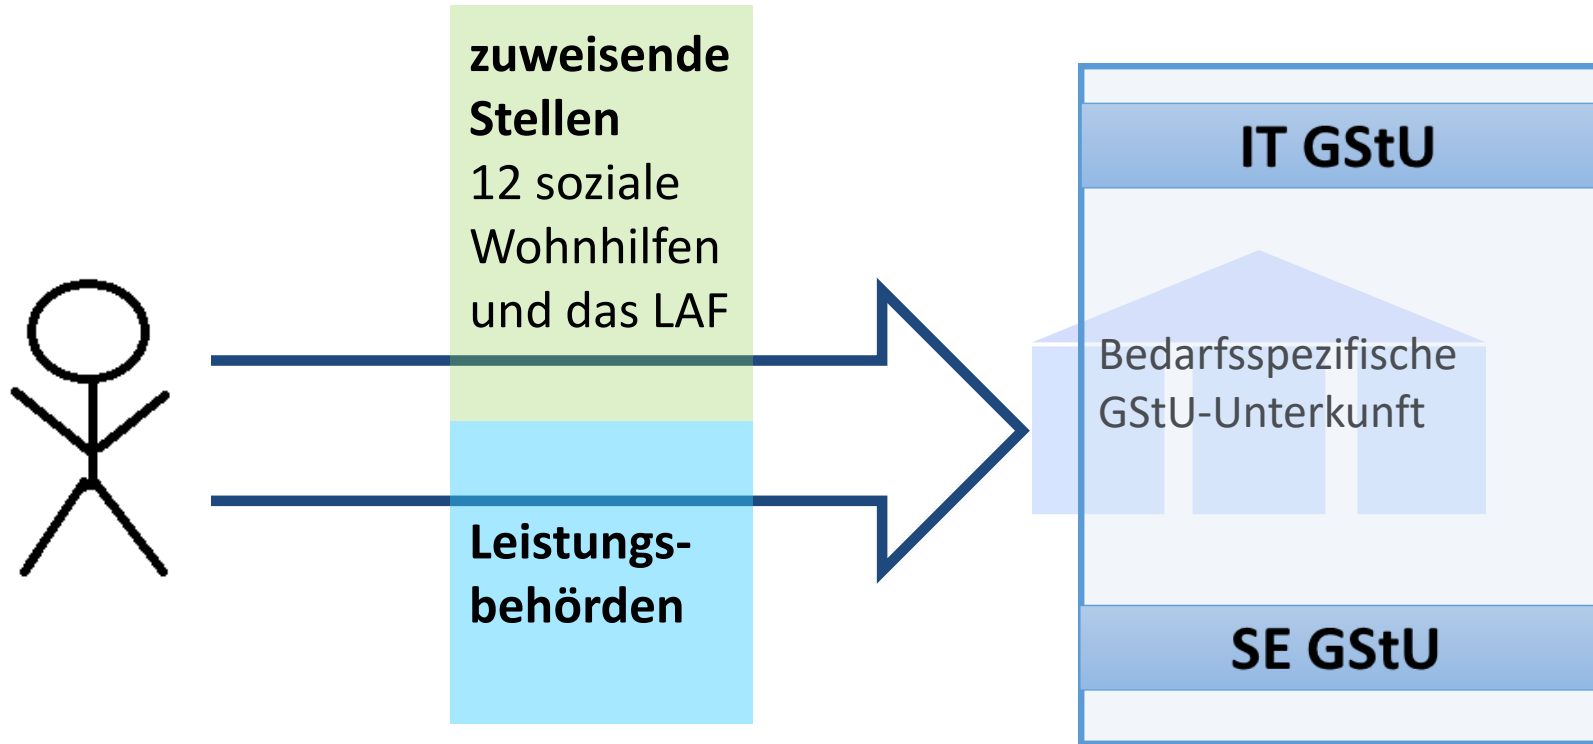 zuweisende
Stellen
12 soziale
Wohnhilfen
und das LAF
Leistungs-
behörden
IT GStU
Bedarfsspezifische
GStU-Unterkunft
SE GStU